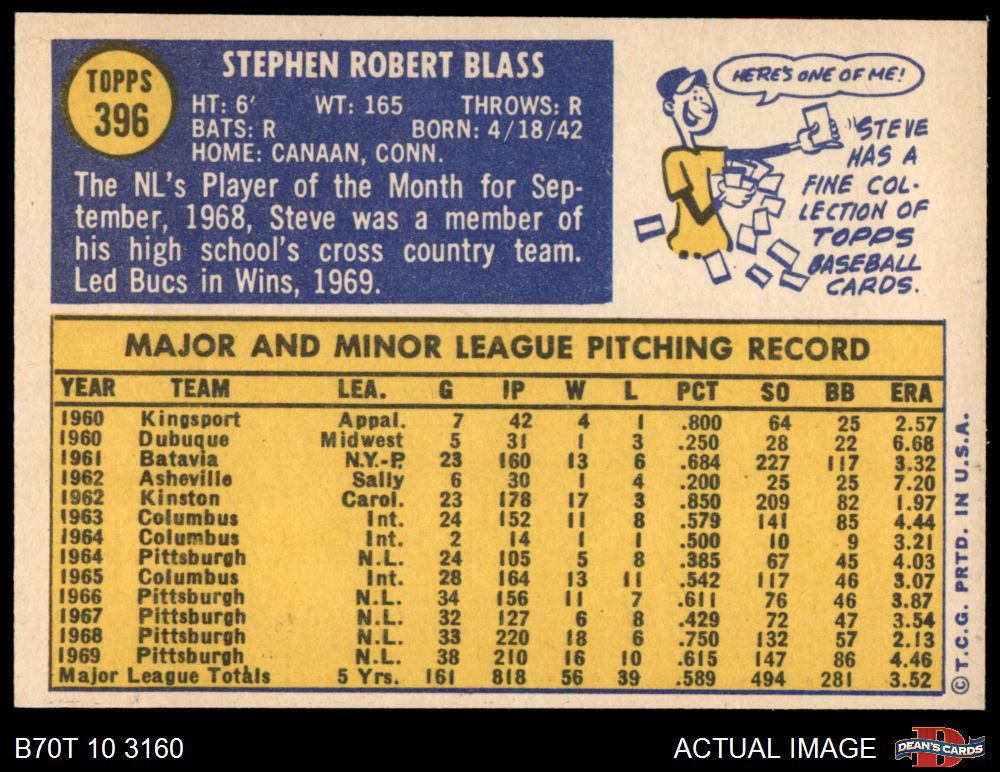 TOPPS
396
STEPHEN ROBERT BLASS
HT: 6' WT: 165 THROWS: R
BATS: R BORN: 4/18/42
HOME: CANAAN, CONN.
The NL's Player of the Month for Sep-
tember, 1968, Steve was a member of
his high school's cross country team.
Led Bucs in Wins, 1969.
HERE'S ONE OF ME!
STEVE
HAS A
FINE COL-
LECTION OF
TOPPS
BASEBALL
CARDS.
MAJOR AND MINOR LEAGUE PITCHING RECORD
YEAR TEAM LEA. G IP W L PCT SO BB ERA
1960 Kingsport Appal. 7 42 4 1 .800 64 25 2.57
1960 Dubuque Midwest 5 31 1 3 .250 28 22 6.68
1961 Batavia N.Y.-P. 23 160 13 6 .684 227 117 3.32
1962 Asheville Sally 6 30 1 4 .200 25 25 7.20
1962 Kinston Carol. 23 178 17 3 .850 209 82 1.97
1963 Columbus Int. 24 152 11 8 .579 141 85 4.44
1964 Columbus Int. 2 14 1 1 .500 10 9 3.21
1964 Pittsburgh N.L. 24 105 5 8 .385 67 45 4.03
1965 Columbus Int. 28 164 13 11 .542 117 46 3.07
1966 Pittsburgh N.L. 34 156 11 7 .611 76 46 3.87
1967 Pittsburgh N.L. 32 127 6 8 .429 72 47 3.54
1968 Pittsburgh N.L. 33 220 18 6 .750 132 57 2.13
1969 Pittsburgh N.L. 38 210 16 10 .615 147 86 4.46
Major League Totals 5 Yrs. 161 818 56 39 .589 494 281 3.52
© T.C.G. PRTD. IN U.S.A.
B70T 10 3160
ACTUAL IMAGE
D
DEAN'S CARDS